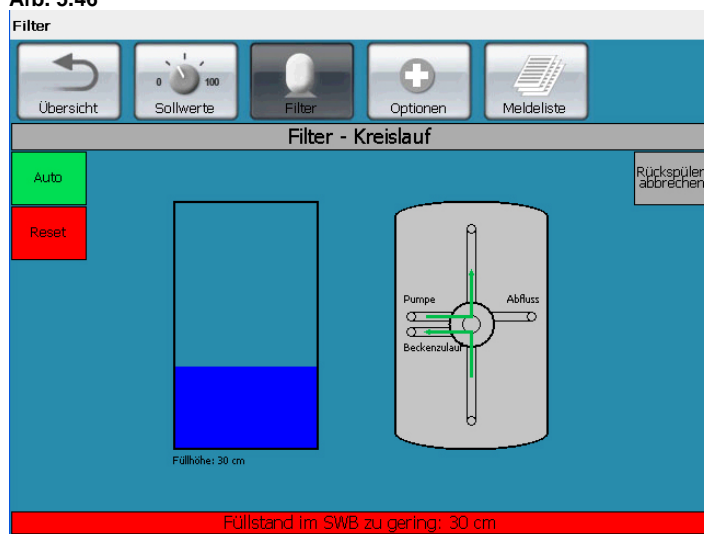 Filter
Übersicht
0 100
Sollwerte
Filter
Optionen
Meldeliste
Filter - Kreislauf
Auto
Reset
Rückspülen
abbrechen
Pumpe
Abfluss
Beckenzulauf
Füllhöhe: 30 cm
Füllstand im SWB zu gering: 30 cm